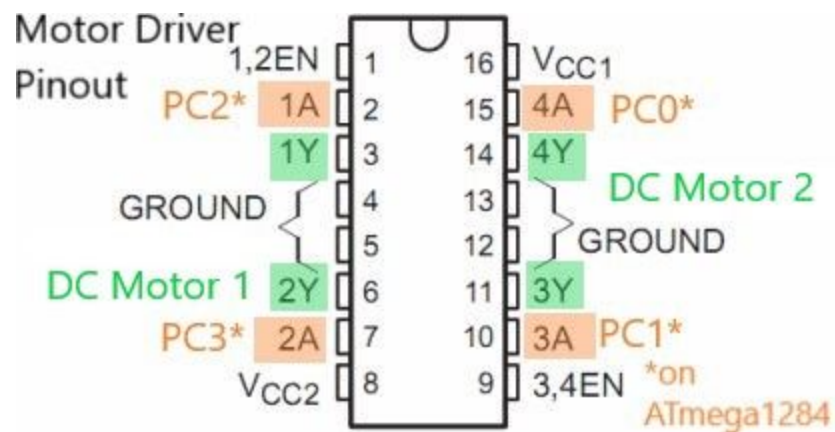 Motor Driver
Pinout
1,2EN 1 16 VCC1
PC2* 1A 2 15 4A PC0*
1Y 3 14 4Y
GROUND 4 13 DC Motor 2
5 12 GROUND
DC Motor 1 2Y 6 11 3Y
PC3* 2A 7 10 3A PC1*
VCC2 8 9 3,4EN *on
ATmega1284